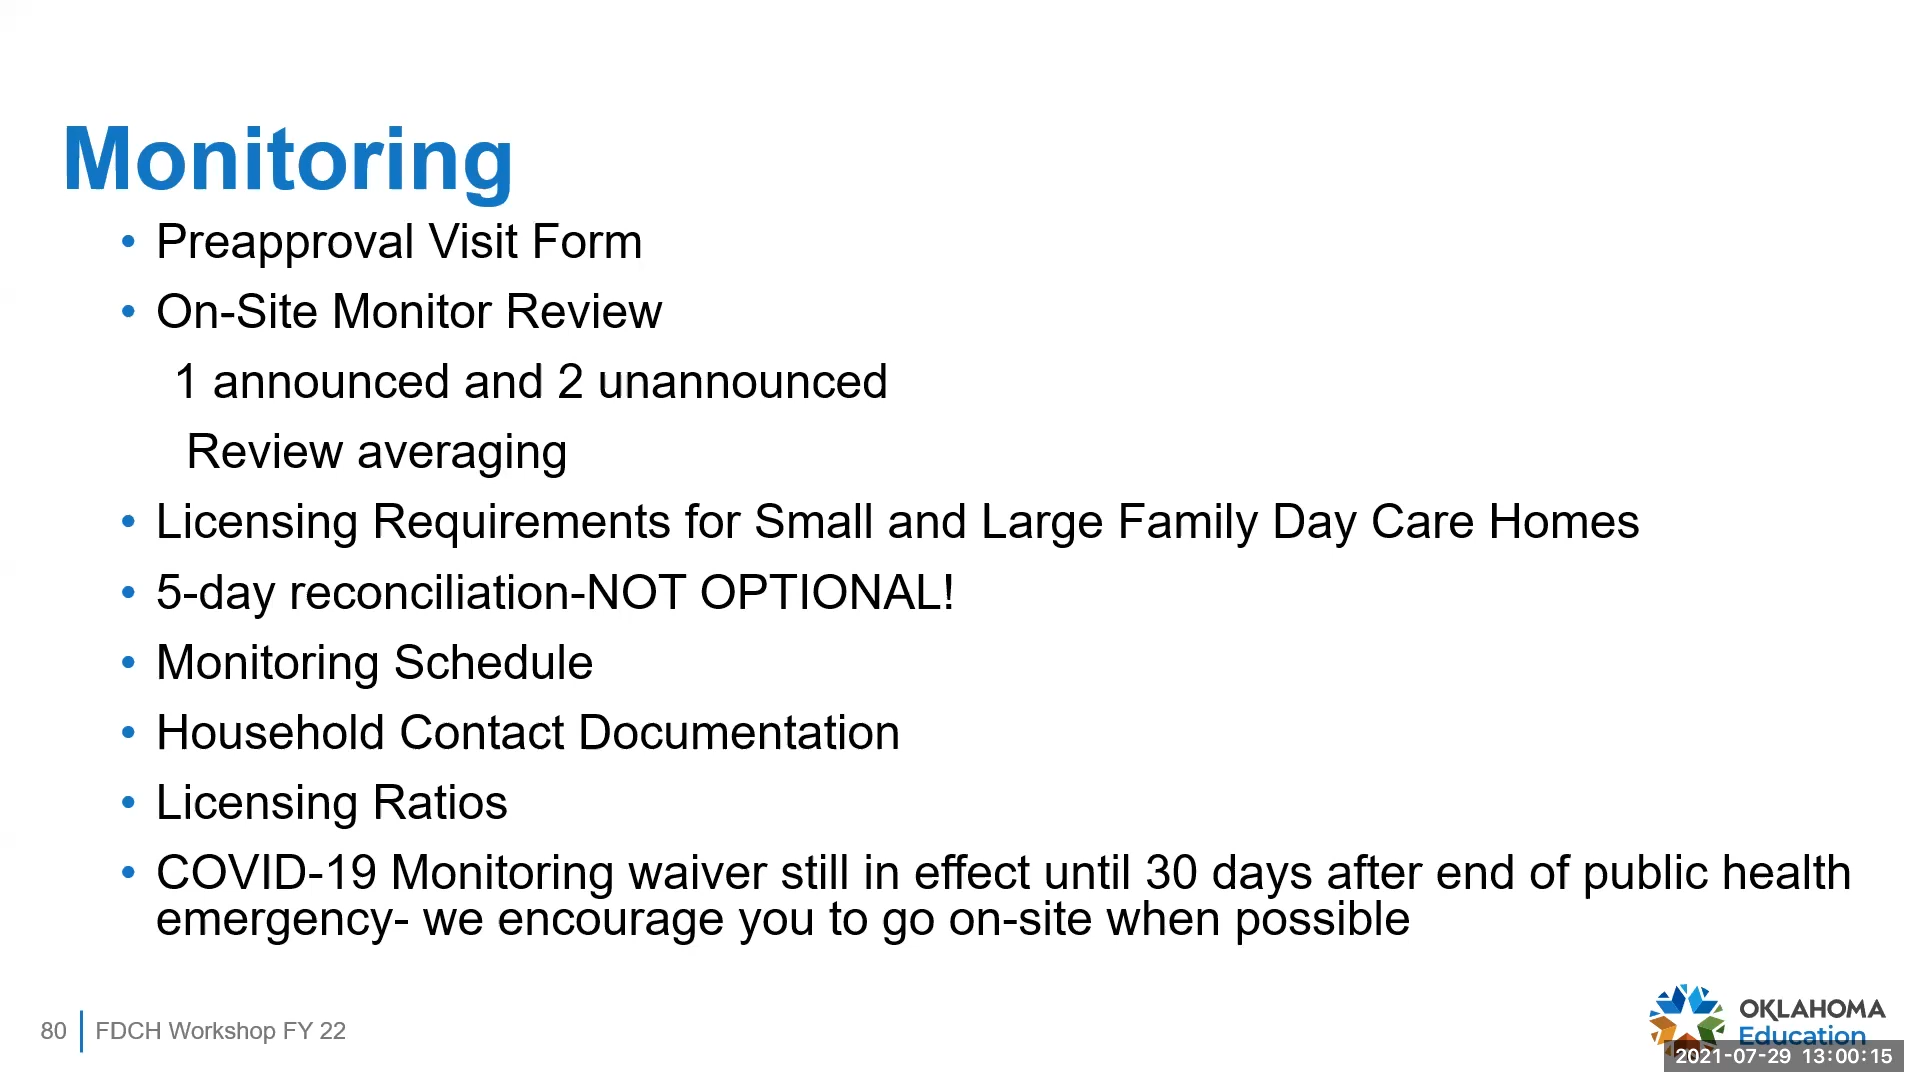 Monitoring
• Preapproval Visit Form
• On-Site Monitor Review
1 announced and 2 unannounced
Review averaging
• Licensing Requirements for Small and Large Family Day Care Homes
• 5-day reconciliation-NOT OPTIONAL!
• Monitoring Schedule
• Household Contact Documentation
• Licensing Ratios
• COVID-19 Monitoring waiver still in effect until 30 days after end of public health
emergency- we encourage you to go on-site when possible
80 FDCH Workshop FY 22
OKLAHOMA
Education
2021-07-29 13:00:15